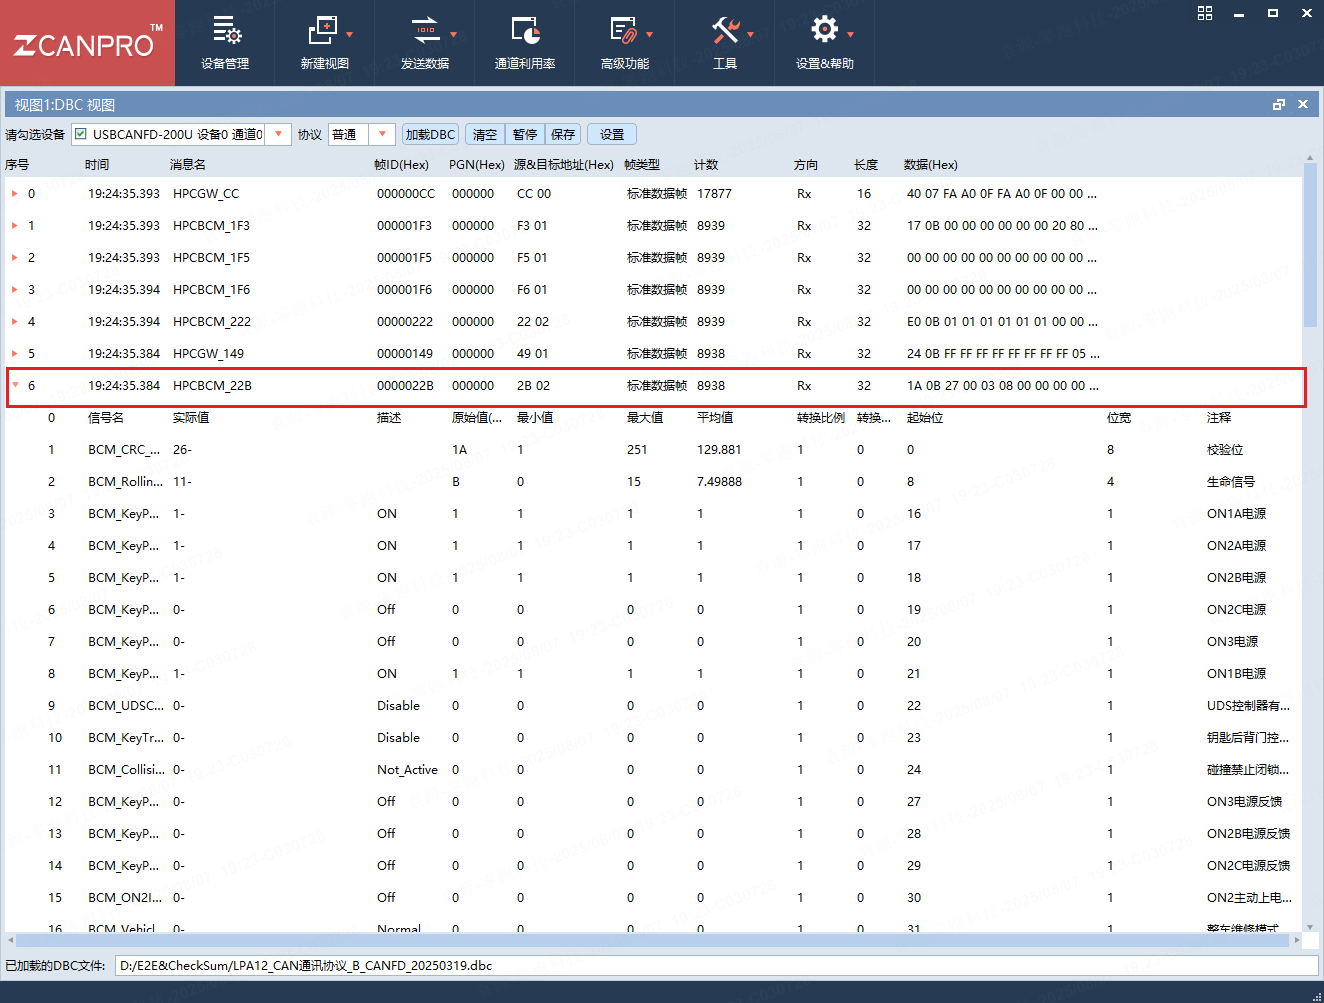 ZCANPRO™
设备管理 新建视图 发送数据 通道利用率 高级功能 工具 设置&帮助
视图1:DBC 视图
请勾选设备 USBCANFD-200U 设备0 通道0 协议 普通 加载DBC 清空 暂停 保存 设置
序号 时间 消息名 帧ID(Hex) PGN(Hex) 源&目标地址(Hex) 帧类型 计数 方向 长度 数据(Hex)
0 19:24:35.393 HPCGW_CC 000000CC 000000 CC 00 标准数据帧 17877 Rx 16 40 07 FA A0 0F FA A0 0F 00 00 ...
1 19:24:35.393 HPCBCM_1F3 000001F3 000000 F3 01 标准数据帧 8939 Rx 32 17 0B 00 00 00 00 00 00 20 80 ...
2 19:24:35.393 HPCBCM_1F5 000001F5 000000 F5 01 标准数据帧 8939 Rx 32 00 00 00 00 00 00 00 00 00 00 ...
3 19:24:35.394 HPCBCM_1F6 000001F6 000000 F6 01 标准数据帧 8939 Rx 32 00 00 00 00 00 00 00 00 00 00 ...
4 19:24:35.394 HPCBCM_222 00000222 000000 22 02 标准数据帧 8939 Rx 32 E0 0B 01 01 01 01 01 01 00 00 ...
5 19:24:35.384 HPCGW_149 00000149 000000 49 01 标准数据帧 8938 Rx 32 24 0B FF FF FF FF FF FF FF 05 ...
6 19:24:35.384 HPCBCM_22B 0000022B 000000 2B 02 标准数据帧 8938 Rx 32 1A 0B 27 00 03 08 00 00 00 00 ...
0 信号名 实际值 描述 原始值(... 最小值 最大值 平均值 转换比例 转换... 起始位 位宽 注释
1 BCM_CRC_... 26- 1A 1 251 129.881 1 0 0 8 校验位
2 BCM_Rollin... 11- B 0 15 7.49888 1 0 8 4 生命信号
3 BCM_KeyP... 1- ON 1 1 1 1 1 0 16 1 ON1A电源
4 BCM_KeyP... 1- ON 1 1 1 1 1 0 17 1 ON2A电源
5 BCM_KeyP... 1- ON 1 1 1 1 1 0 18 1 ON2B电源
6 BCM_KeyP... 0- Off 0 0 0 0 1 0 19 1 ON2C电源
7 BCM_KeyP... 0- Off 0 0 0 0 1 0 20 1 ON3电源
8 BCM_KeyP... 1- ON 1 1 1 1 1 0 21 1 ON1B电源
9 BCM_UDSC... 0- Disable 0 0 0 0 1 0 22 1 UDS控制器有...
10 BCM_KeyTr... 0- Disable 0 0 0 0 1 0 23 1 钥匙后背门控...
11 BCM_Collisi... 0- Not_Active 0 0 0 0 1 0 24 1 碰撞禁止闭锁...
12 BCM_KeyP... 0- Off 0 0 0 0 1 0 27 1 ON3电源反馈
13 BCM_KeyP... 0- Off 0 0 0 0 1 0 28 1 ON2B电源反馈
14 BCM_KeyP... 0- Off 0 0 0 0 1 0 29 1 ON2C电源反馈
15 BCM_ON2I... 0- Off 0 0 0 0 1 0 30 1 ON2主动上电...
16 BCM_Vehicl... 0- Normal 0 0 0 0 1 0 31 1 整车维修模式
已加载的DBC文件: D:/E2E&CheckSum/LPA12_CAN通讯协议_B_CANFD_20250319.dbc